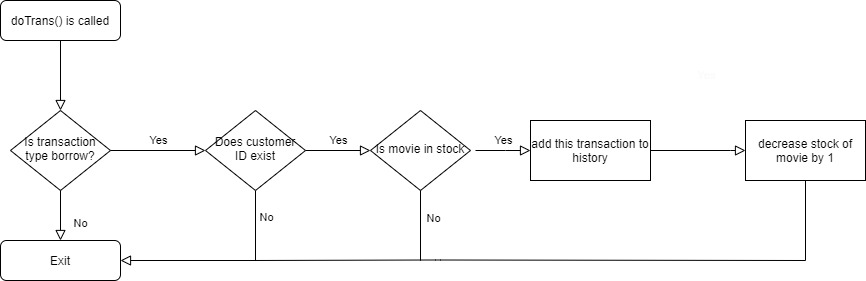 doTrans() is called
Is transaction
type borrow?
Yes
Does customer
ID exist
Yes
Is movie in stock
Yes
add this transaction to
history
decrease stock of
movie by 1
No
No
No
Exit